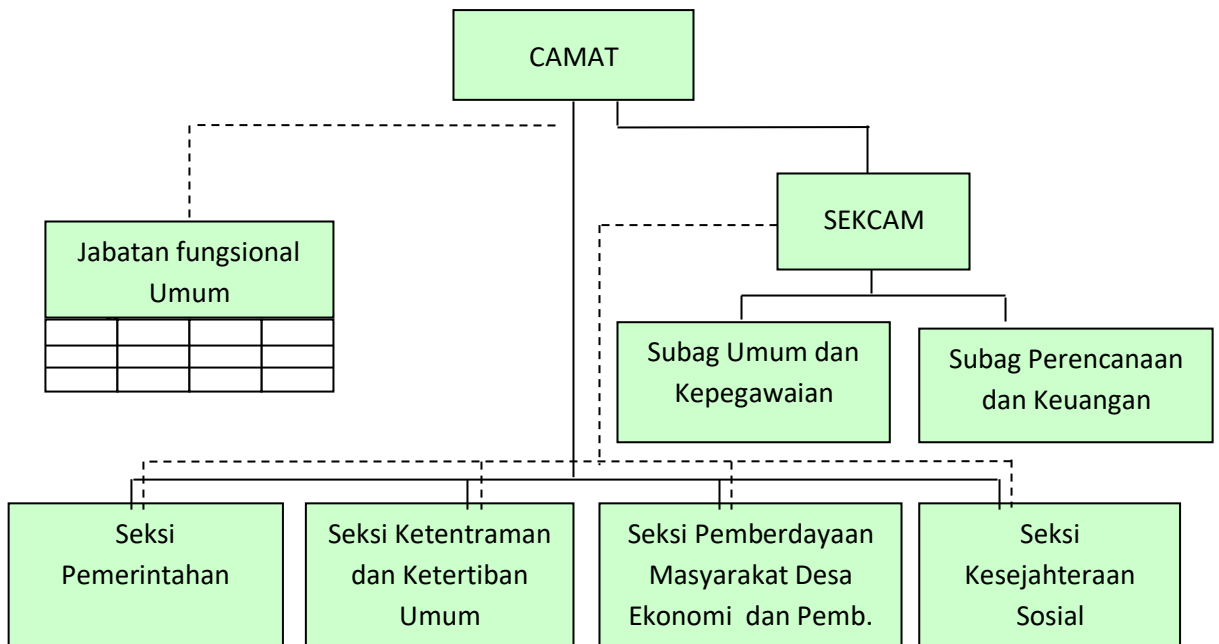 CAMAT
SEKCAM
Jabatan fungsional
Umum
Subag Umum dan
Kepegawaian
Subag Perencanaan
dan Keuangan
Seksi
Pemerintahan
Seksi Ketentraman
dan Ketertiban
Umum
Seksi Pemberdayaan
Masyarakat Desa
Ekonomi dan Pemb.
Seksi
Kesejahteraan
Sosial